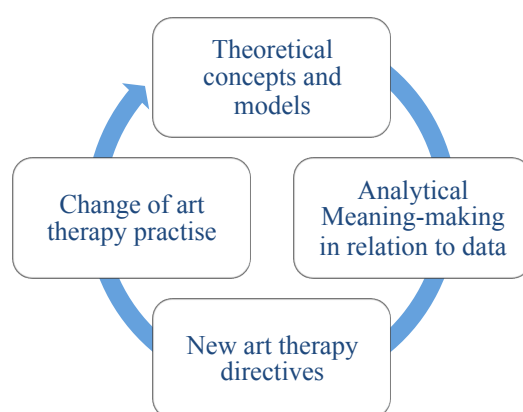 Theoretical
concepts and
models
Analytical
Meaning-making
in relation to data
New art therapy
directives
Change of art
therapy practise